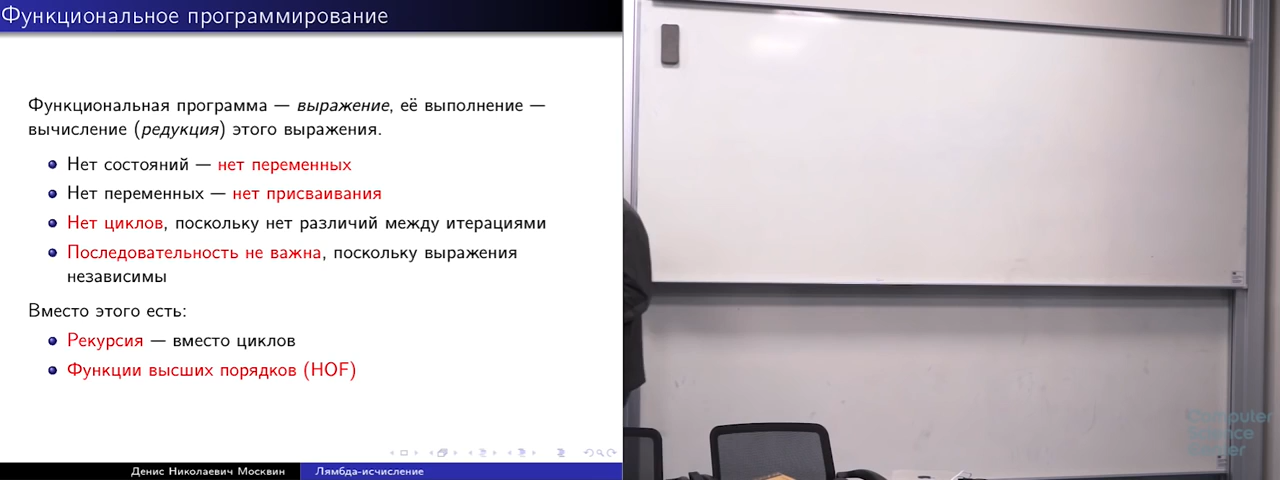 Функциональное программирование
Функциональная программа — выражение, её выполнение —
вычисление (редукция) этого выражения.
Нет состояний — нет переменных
Нет переменных — нет присваивания
Нет циклов, поскольку нет различий между итерациями
Последовательность не важна, поскольку выражения
независимы
Вместо этого есть:
Рекурсия — вместо циклов
Функции высших порядков (HOF)
Денис Николаевич Москвин
Лямбда-исчисление
Computer
Science
Center